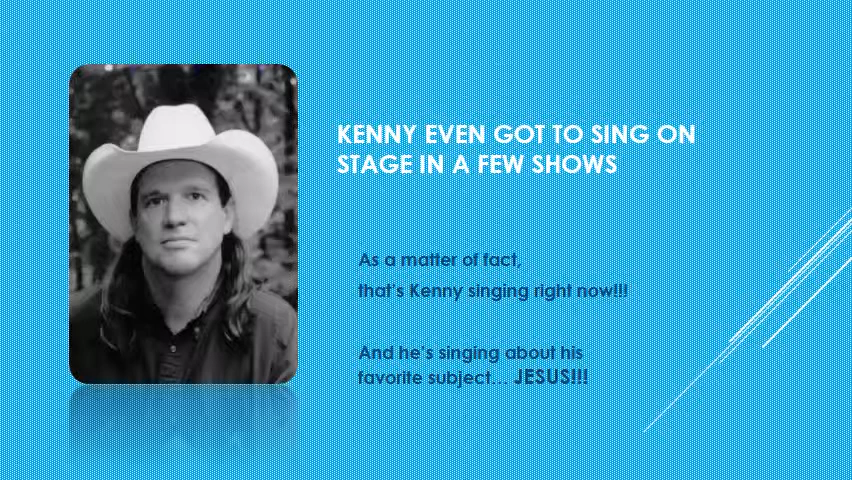 KENNY EVEN GOT TO SING ON
STAGE IN A FEW SHOWS
As a matter of fact,
that's Kenny singing right now!!!
And he's singing about his
favorite subject... JESUS!!!